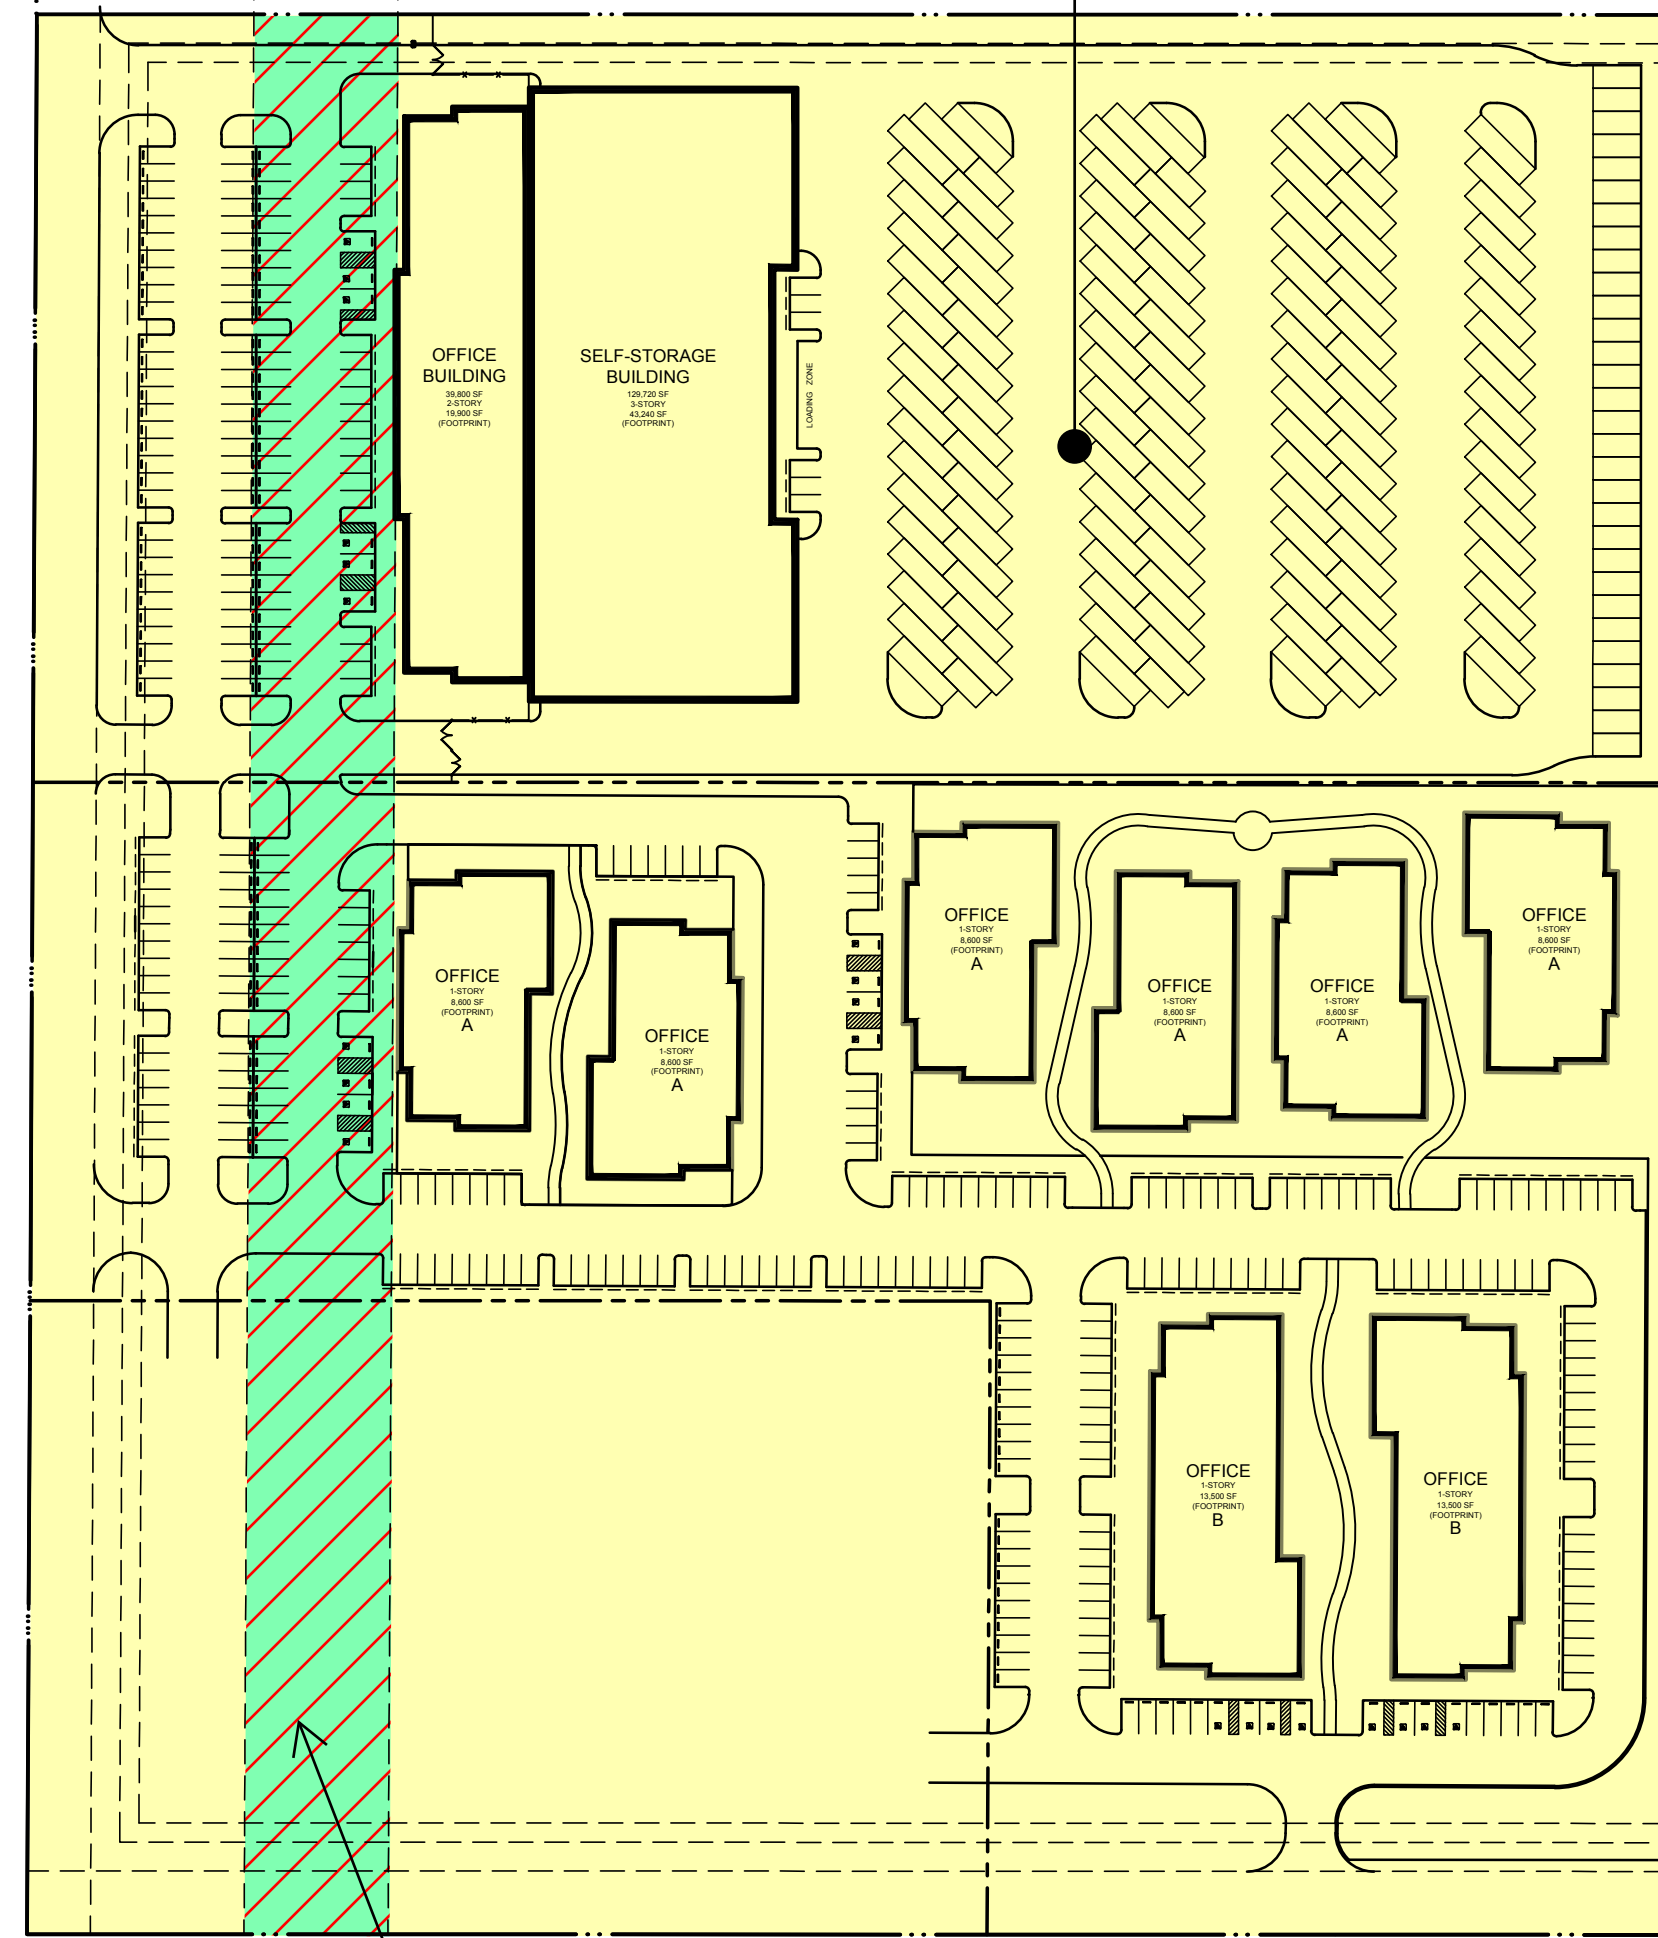 OFFICE
BUILDING
39,800 SF
2-STORY
19,900 SF
(FOOTPRINT)
SELF-STORAGE
BUILDING
129,720 SF
3-STORY
43,240 SF
(FOOTPRINT)
LOADING ZONE
OFFICE
1-STORY
8,600 SF
(FOOTPRINT)
A
OFFICE
1-STORY
8,600 SF
(FOOTPRINT)
A
OFFICE
1-STORY
8,600 SF
(FOOTPRINT)
A
OFFICE
1-STORY
8,600 SF
(FOOTPRINT)
A
OFFICE
1-STORY
8,600 SF
(FOOTPRINT)
A
OFFICE
1-STORY
8,600 SF
(FOOTPRINT)
A
OFFICE
1-STORY
13,500 SF
(FOOTPRINT)
B
OFFICE
1-STORY
13,500 SF
(FOOTPRINT)
B